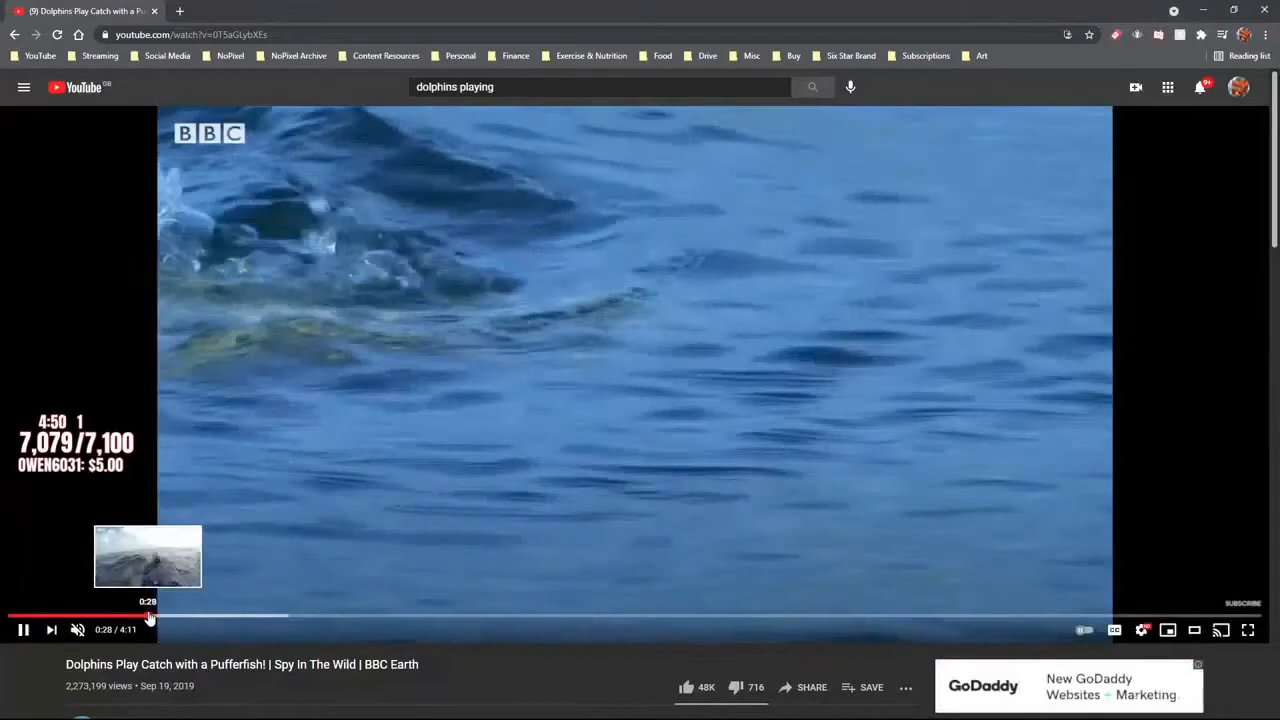 (9) Dolphins Play Catch with a Pu
youtube.com/watch?v=0T5aGLybXEs
YouTube Streaming Social Media NoPixel NoPixel Archive Content Resources Personal Finance Exercise & Nutrition Food Drive Misc Buy Six Star Brand Subscriptions Art Reading list
YouTube GB dolphins playing 9+
BBC
4:50 1
7,079/7,100
OWEN6031: $5.00
0:28
SUBSCRIBE
0:28 / 4:11 CC HD
Dolphins Play Catch with a Pufferfish! | Spy In The Wild | BBC Earth
2,273,199 views • Sep 19, 2019
48K 716 SHARE SAVE
GoDaddy
New GoDaddy
Websites + Marketing.